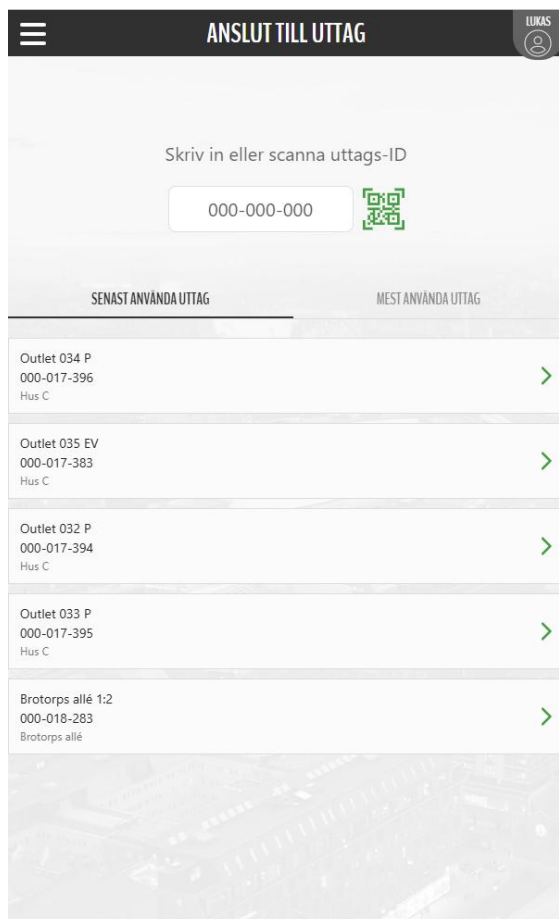 ANSLUT TILL UTTAG
LUKAS
Skriv in eller scanna uttags-ID
000-000-000
SENAST ANVÄNDA UTTAG
MEST ANVÄNDA UTTAG
Outlet 034 P
000-017-396
Hus C
Outlet 035 EV
000-017-383
Hus C
Outlet 032 P
000-017-394
Hus C
Outlet 033 P
000-017-395
Hus C
Brotorps allé 1:2
000-018-283
Brotorps allé